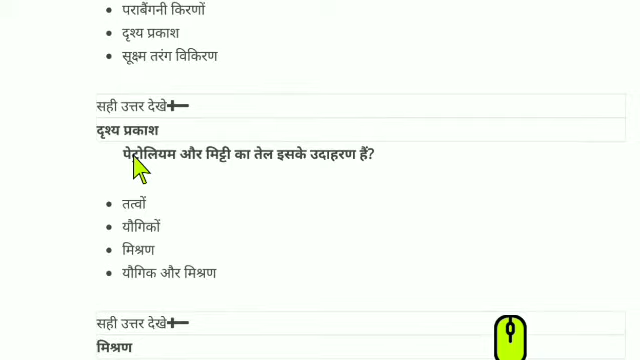 पराबैंगनी किरणों
दृश्य प्रकाश
सूक्ष्म तरंग विकिरण
सही उत्तर देखे
दृश्य प्रकाश
पेट्रोलियम और मिट्टी का तेल इसके उदाहरण हैं?
तत्वों
यौगिकों
मिश्रण
यौगिक और मिश्रण
सही उत्तर देखे
मिश्रण